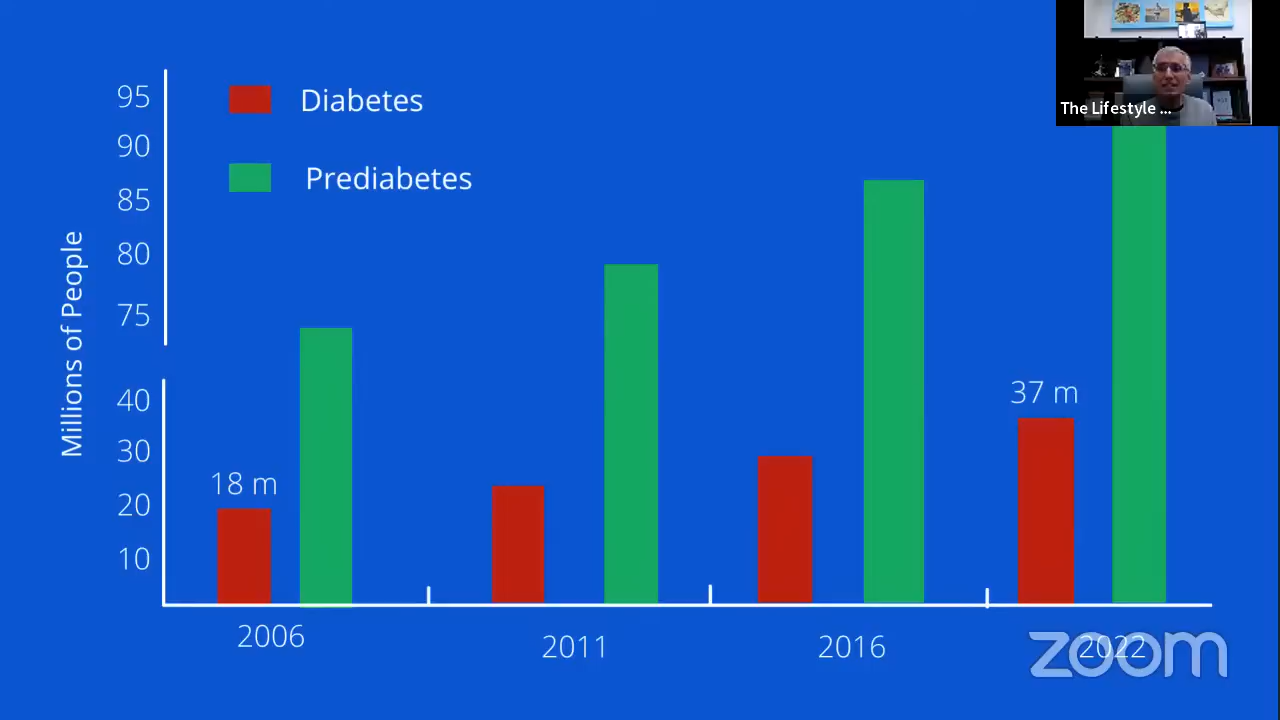 The Lifestyle ...
Diabetes
Prediabetes
Millions of People
95
90
85
80
75
40
30
20
10
18 m
37 m
2006
2011
2016
2022
zoom